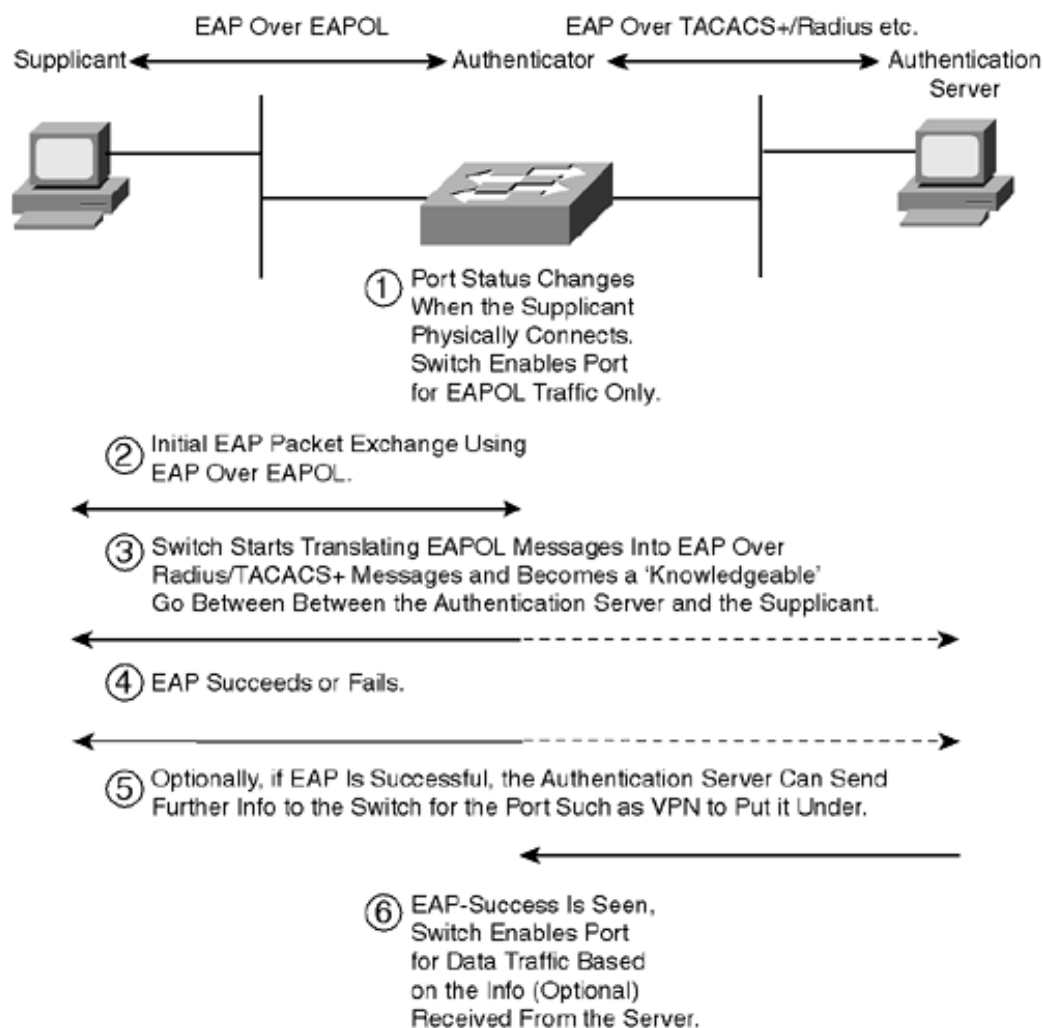 EAP Over EAPOL
EAP Over TACACS+/Radius etc.
Supplicant
Authenticator
Authentication
Server
① Port Status Changes
When the Supplicant
Physically Connects.
Switch Enables Port
for EAPOL Traffic Only.
② Initial EAP Packet Exchange Using
EAP Over EAPOL.
③ Switch Starts Translating EAPOL Messages Into EAP Over
Radius/TACACS+ Messages and Becomes a 'Knowledgeable'
Go Between Between the Authentication Server and the Supplicant.
④ EAP Succeeds or Fails.
⑤ Optionally, if EAP Is Successful, the Authentication Server Can Send
Further Info to the Switch for the Port Such as VPN to Put it Under.
⑥ EAP-Success Is Seen,
Switch Enables Port
for Data Traffic Based
on the Info (Optional)
Received From the Server.